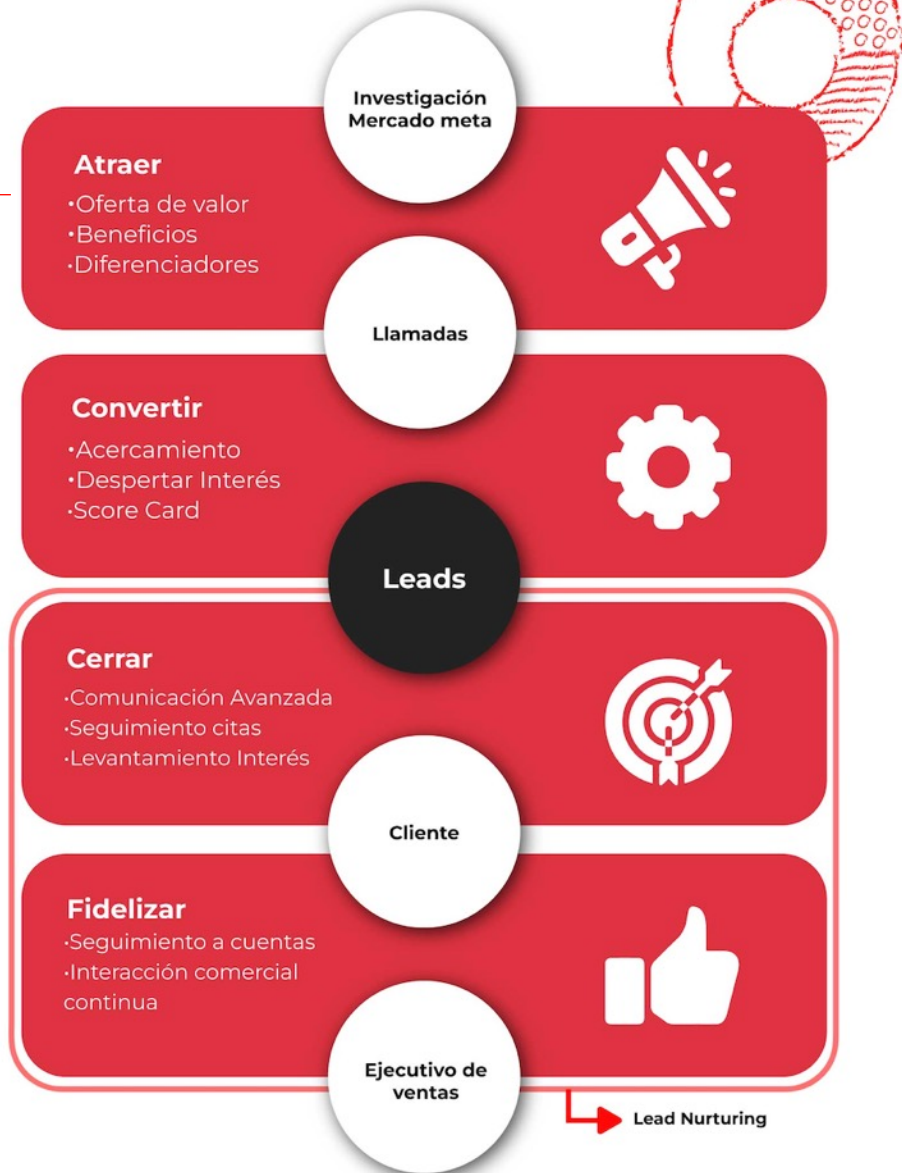 Investigación
Mercado meta
Atraer
•Oferta de valor
•Beneficios
•Diferenciadores
Llamadas
Convertir
•Acercamiento
•Despertar Interés
•Score Card
Leads
Cerrar
•Comunicación Avanzada
•Seguimiento citas
•Levantamiento Interés
Cliente
Fidelizar
•Seguimiento a cuentas
•Interacción comercial
continua
Ejecutivo de
ventas
Lead Nurturing